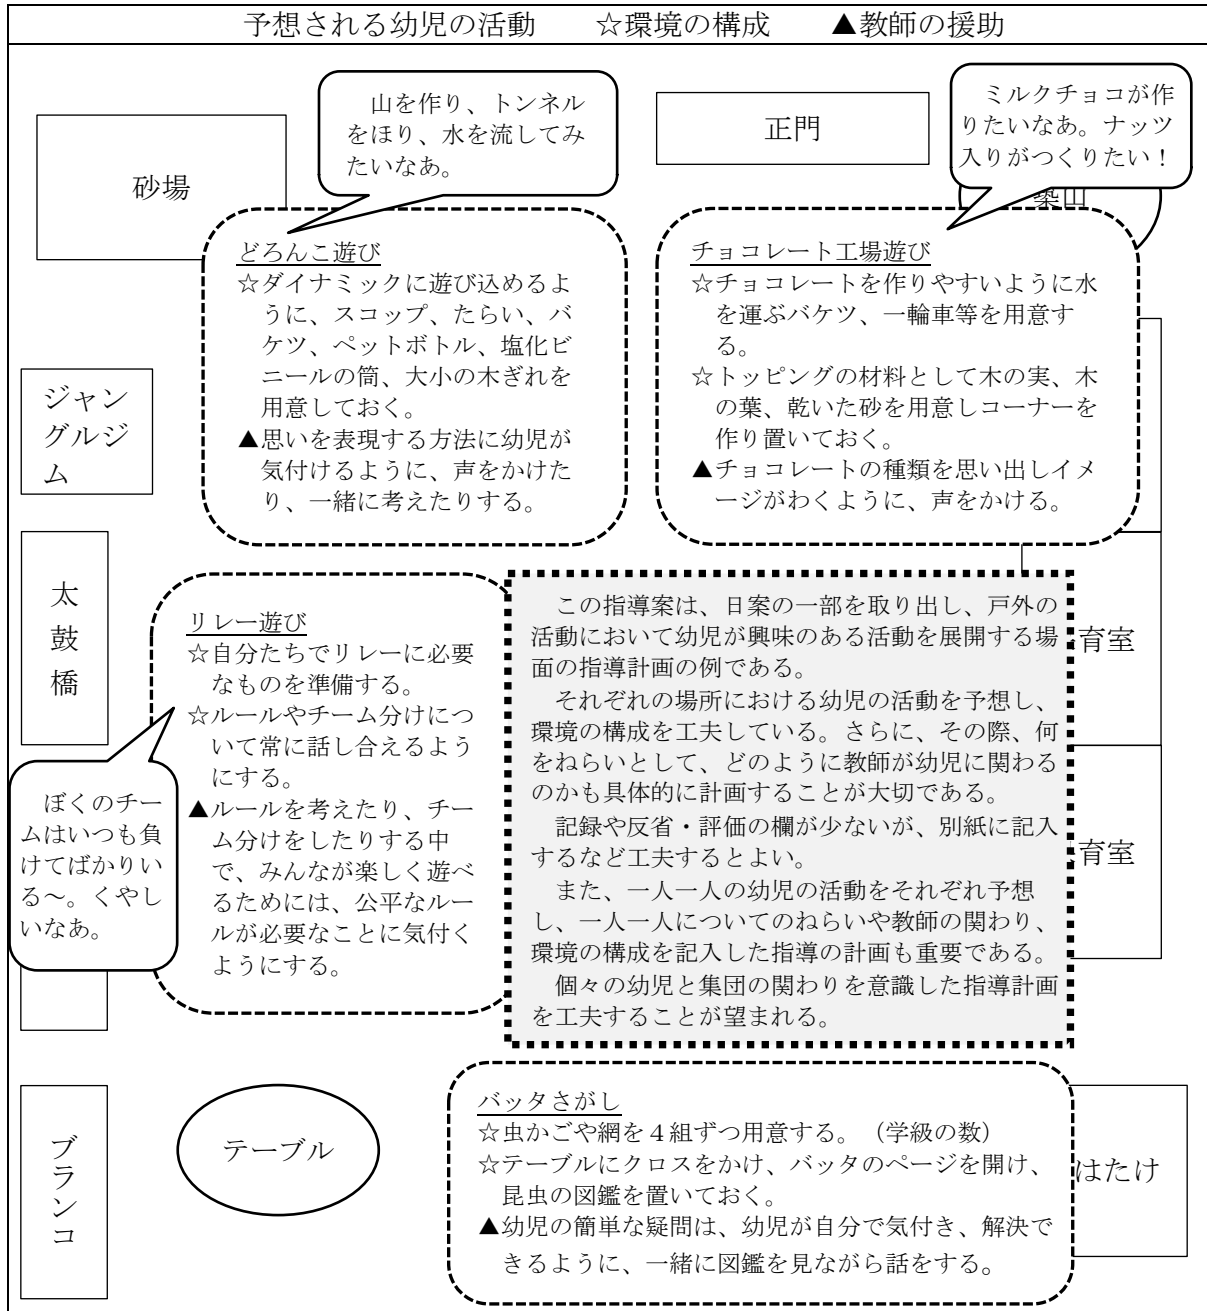 予想される幼児の活動　　☆環境の構成　　▲教師の援助
山を作り、トンネル
をほり、水を流してみ
たいなあ。
正門
ミルクチョコが作
りたいなあ。ナッツ
入りがつくりたい！
砂場
築山
どろんこ遊び
☆ダイナミックに遊び込めるよ
うに、スコップ、たらい、バ
ケツ、ペットボトル、塩化ビ
ニールの筒、大小の木ぎれを
用意しておく。
▲思いを表現する方法に幼児が
気付けるように、声をかけた
り、一緒に考えたりする。
チョコレート工場遊び
☆チョコレートを作りやすいように水
を運ぶバケツ、一輪車等を用意す
る。
☆トッピングの材料として木の実、木
の葉、乾いた砂を用意しコーナーを
作り置いておく。
▲チョコレートの種類を思い出しイメ
ージがわくように、声をかける。
ジャン
グルジ
ム
太
鼓
橋
リレー遊び
☆自分たちでリレーに必要
なものを準備する。
☆ルールやチーム分けにつ
いて常に話し合えるよう
にする。
▲ルールを考えたり、チー
ム分けをしたりする中
で、みんなが楽しく遊べ
るためには、公平なルー
ルが必要なことに気付く
ようにする。
ぼくのチー
ムはいつも負
けてばかりい
る～。くやし
いなあ。
この指導案は、日案の一部を取り出し、戸外の
活動において幼児が興味のある活動を展開する場
面の指導計画の例である。
それぞれの場所における幼児の活動を予想し、
環境の構成を工夫している。さらに、その際、何
をねらいとして、どのように教師が幼児に関わる
のかも具体的に計画することが大切である。
記録や反省・評価の欄が少ないが、別紙に記入
するなど工夫するとよい。
また、一人一人の幼児の活動をそれぞれ予想
し、一人一人についてのねらいや教師の関わり、
環境の構成を記入した指導の計画も重要である。
個々の幼児と集団の関わりを意識した指導計画
を工夫することが望まれる。
育室
育室
ブ
ラ
ン
コ
テーブル
バッタさがし
☆虫かごや網を４組ずつ用意する。（学級の数）
☆テーブルにクロスをかけ、バッタのページを開け、
昆虫の図鑑を置いておく。
▲幼児の簡単な疑問は、幼児が自分で気付き、解決で
きるように、一緒に図鑑を見ながら話をする。
はたけ